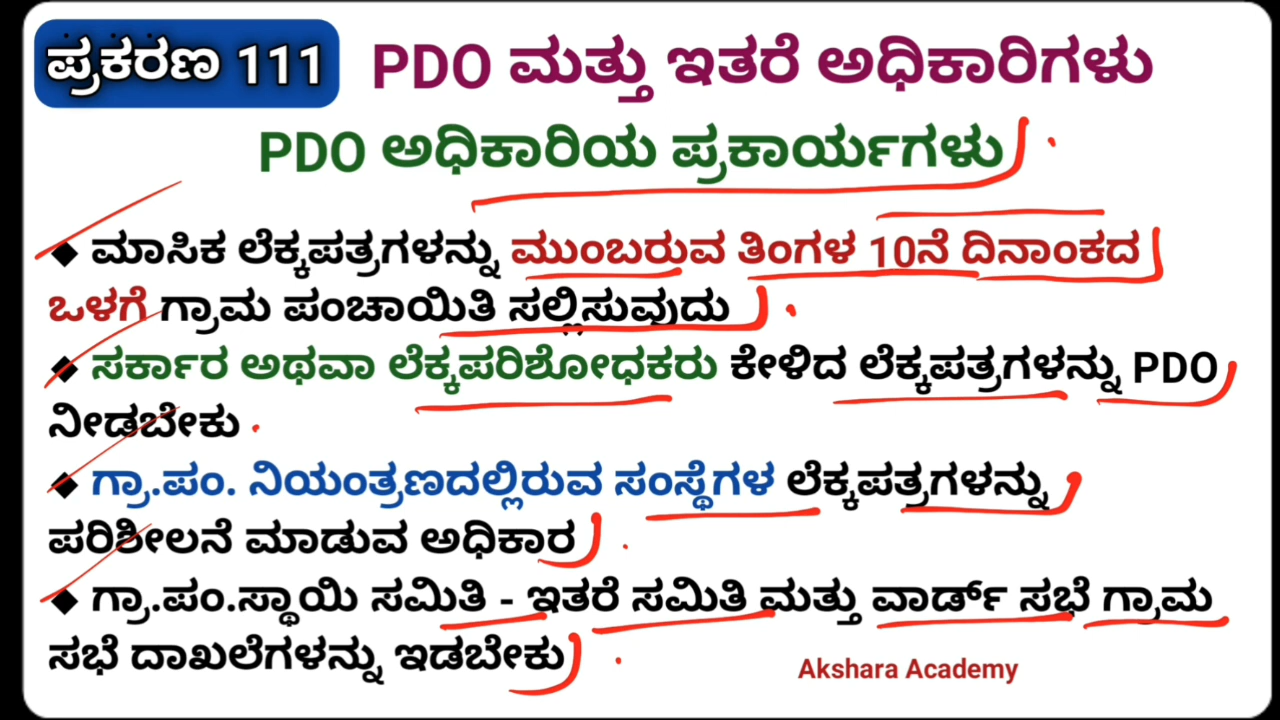 ಪ್ರಕರಣ 111 PDO ಮತ್ತು ಇತರೆ ಅಧಿಕಾರಿಗಳು
PDO ಅಧಿಕಾರಿಯ ಪ್ರಕಾರ್ಯಗಳು
◆ ಮಾಸಿಕ ಲೆಕ್ಕಪತ್ರಗಳನ್ನು ಮುಂಬರುವ ತಿಂಗಳ 10ನೆ ದಿನಾಂಕದ
ಒಳಗೆ ಗ್ರಾಮ ಪಂಚಾಯಿತಿ ಸಲ್ಲಿಸುವುದು
◆ ಸರ್ಕಾರ ಅಥವಾ ಲೆಕ್ಕಪರಿಶೋಧಕರು ಕೇಳಿದ ಲೆಕ್ಕಪತ್ರಗಳನ್ನು PDO
ನೀಡಬೇಕು
◆ ಗ್ರಾ.ಪಂ. ನಿಯಂತ್ರಣದಲ್ಲಿರುವ ಸಂಸ್ಥೆಗಳ ಲೆಕ್ಕಪತ್ರಗಳನ್ನು
ಪರಿಶೀಲನೆ ಮಾಡುವ ಅಧಿಕಾರ
◆ ಗ್ರಾ.ಪಂ.ಸ್ಥಾಯಿ ಸಮಿತಿ - ಇತರೆ ಸಮಿತಿ ಮತ್ತು ವಾರ್ಡ್ ಸಭೆ ಗ್ರಾಮ
ಸಭೆ ದಾಖಲೆಗಳನ್ನು ಇಡಬೇಕು
Akshara Academy